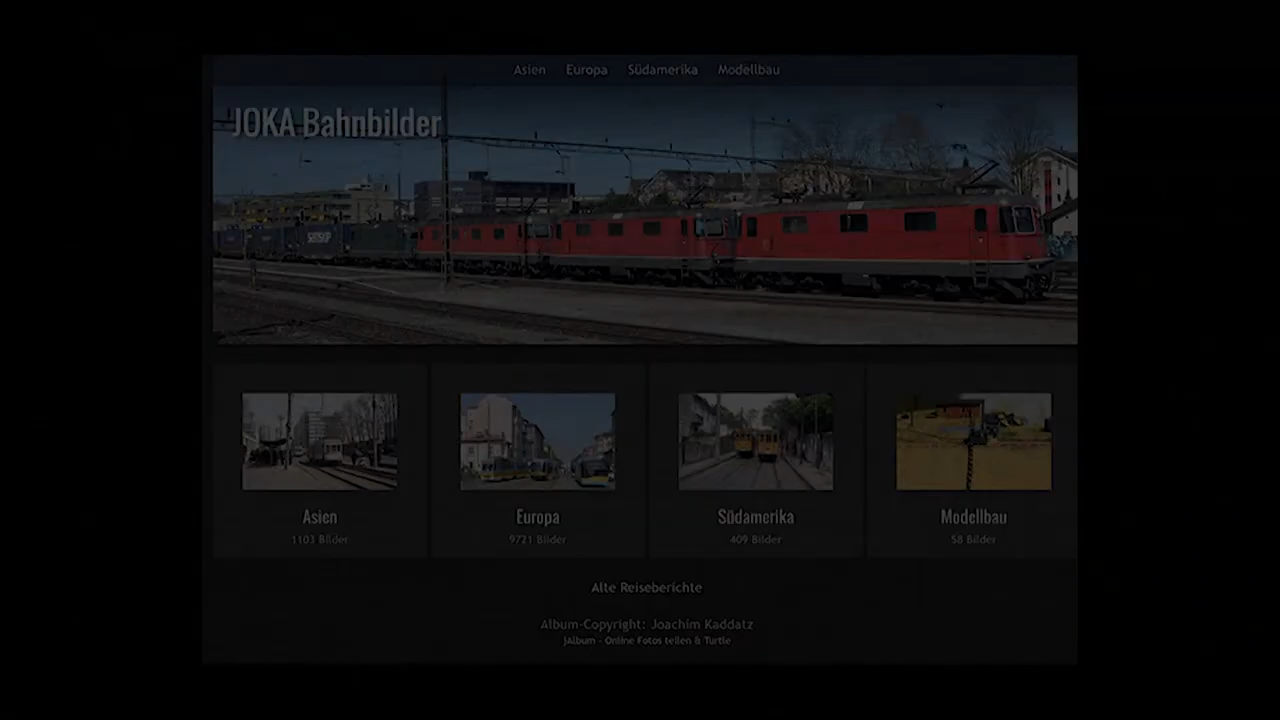 Asien Europa Südamerika Modellbau
JOKA Bahnbilder
Asien
1103 Bilder
Europa
9721 Bilder
Südamerika
409 Bilder
Modellbau
58 Bilder
Alte Reiseberichte
Album-Copyright: Joachim Kaddatz
jAlbum - Online Fotos teilen & Turtle